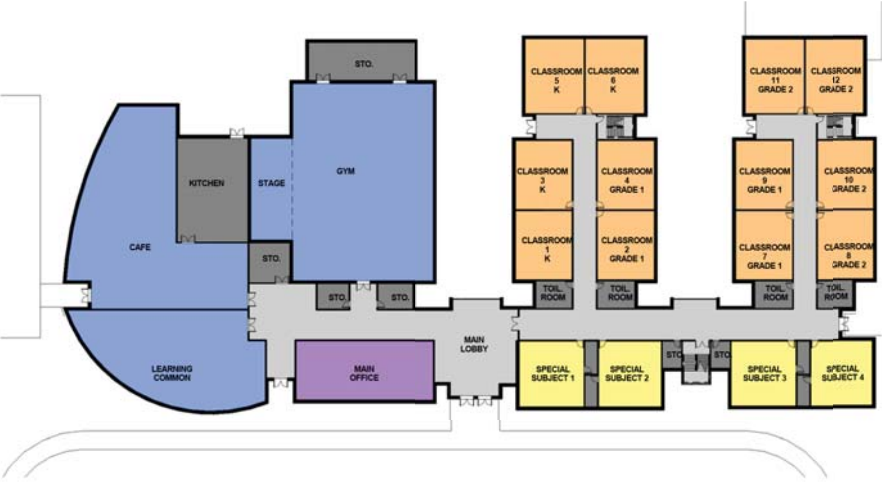 STO.
CLASSROOM
5
K
CLASSROOM
6
K
CLASSROOM
11
GRADE 2
CLASSROOM
12
GRADE 2
KITCHEN
STAGE
GYM
CLASSROOM
3
K
CLASSROOM
4
GRADE 1
CLASSROOM
9
GRADE 1
CLASSROOM
10
GRADE 2
CAFE
STO.
CLASSROOM
1
K
CLASSROOM
2
GRADE 1
CLASSROOM
7
GRADE 1
CLASSROOM
8
GRADE 2
STO.
STO.
TOIL.
ROOM
TOIL.
ROOM
TOIL.
ROOM
TOIL.
ROOM
MAIN
LOBBY
LEARNING
COMMON
MAIN
OFFICE
SPECIAL
SUBJECT 1
SPECIAL
SUBJECT 2
STO.
STO.
SPECIAL
SUBJECT 3
SPECIAL
SUBJECT 4